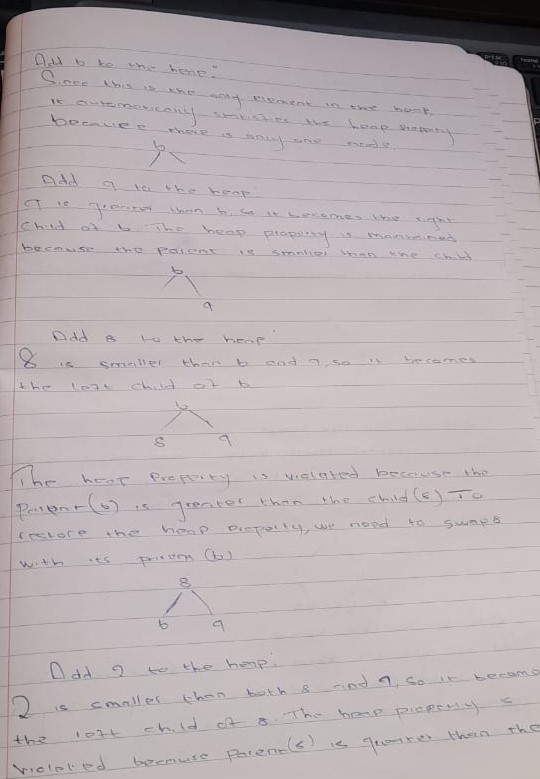 Add 6 to the heap:
Since this is the only element in the heap,
it automatically satisfies the heap property
because there is only one node.
6
Add 9 to the heap:
9 is greater than 6, so it becomes the right
child of 6. The heap property is maintained
because the parent is smaller than the child
6
9
Add 8 to the heap:
8 is smaller than 6 and 9, so it becomes
the left child of 6
6
8 9
The heap property is violated because the
parent (6) is greater than the child (8) To
restore the heap property, we need to swap 8
with its parent (6)
8
6 9
Add 2 to the heap:
2 is smaller than both 8 and 9, so it become
the left child of 8. The heap property is
violated because parent (8) is greater than the